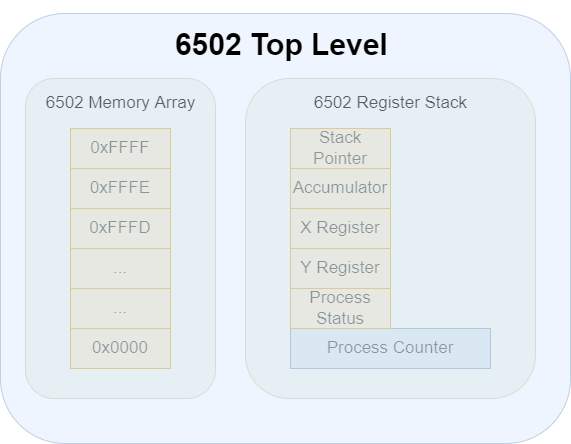 6502 Top Level
6502 Memory Array
0xFFFF
0xFFFE
0xFFFD
...
...
0x0000
6502 Register Stack
Stack
Pointer
Accumulator
X Register
Y Register
Process
Status
Process Counter